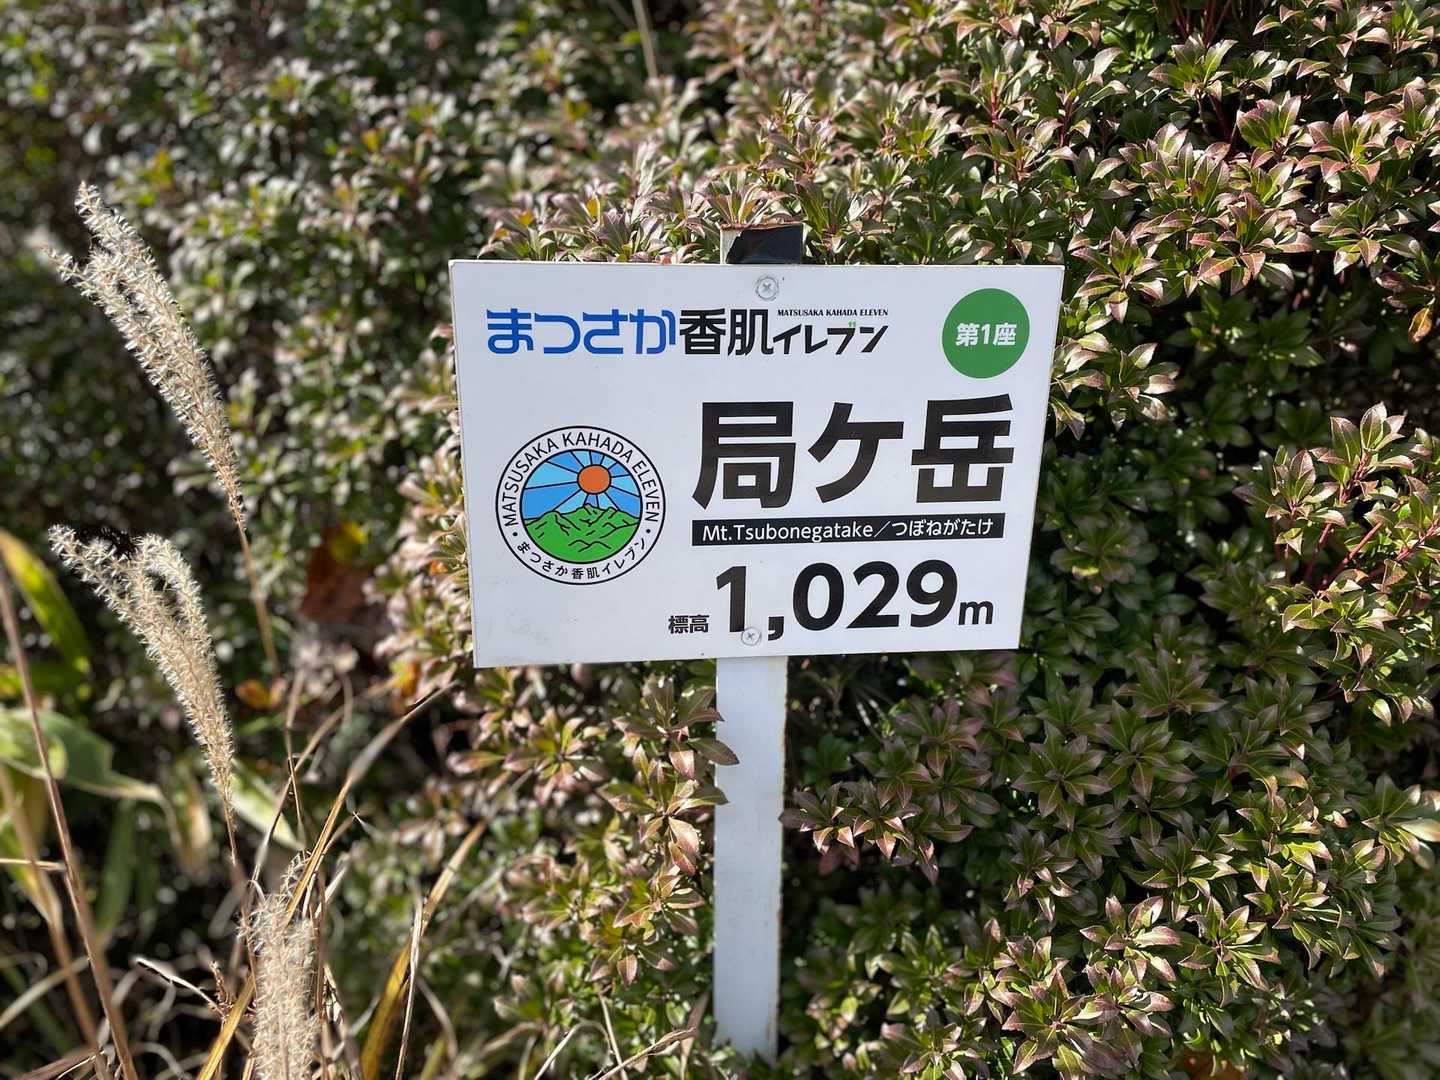 MATSUSAKA KAHADA ELEVEN
まつさか香肌イレブン
第1座
局ケ岳
MATSUSAKA KAHADA ELEVEN
・まつさか香肌イレブン・
Mt.Tsubonegatake／つぼねがたけ
標高 1,029m